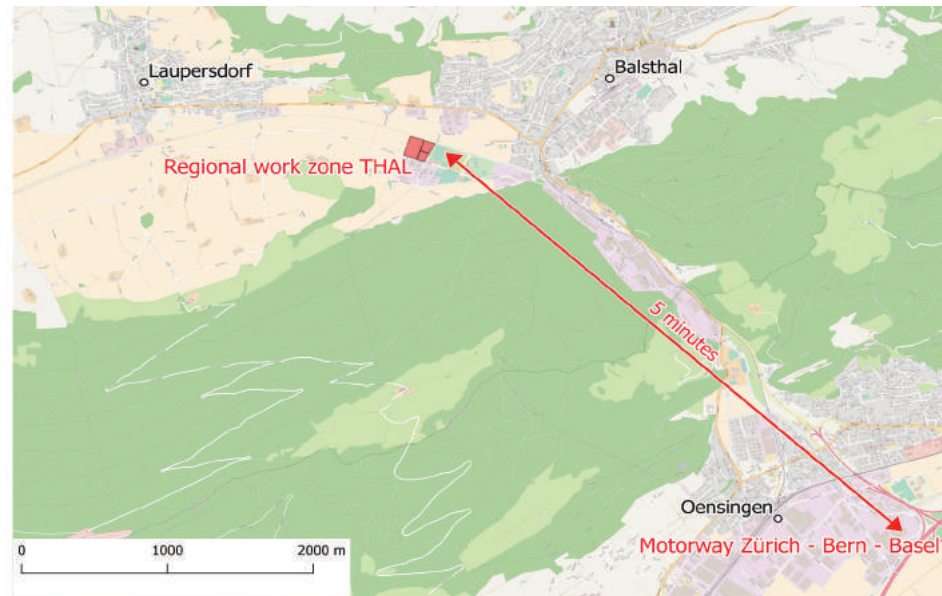 Laupersdorf
Balsthal
Regional work zone THAL
5 minutes
Oensingen
Motorway Zürich - Bern - Basel
0 1000 2000 m